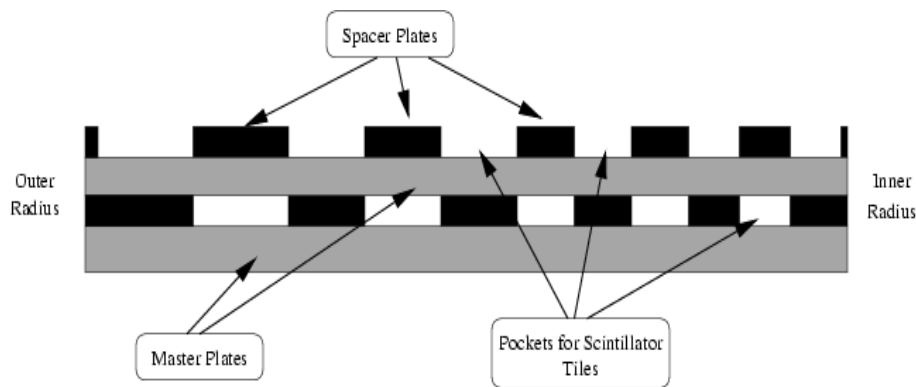 Spacer Plates
Outer
Radius
Inner
Radius
Master Plates
Pockets for Scintillator
Tiles